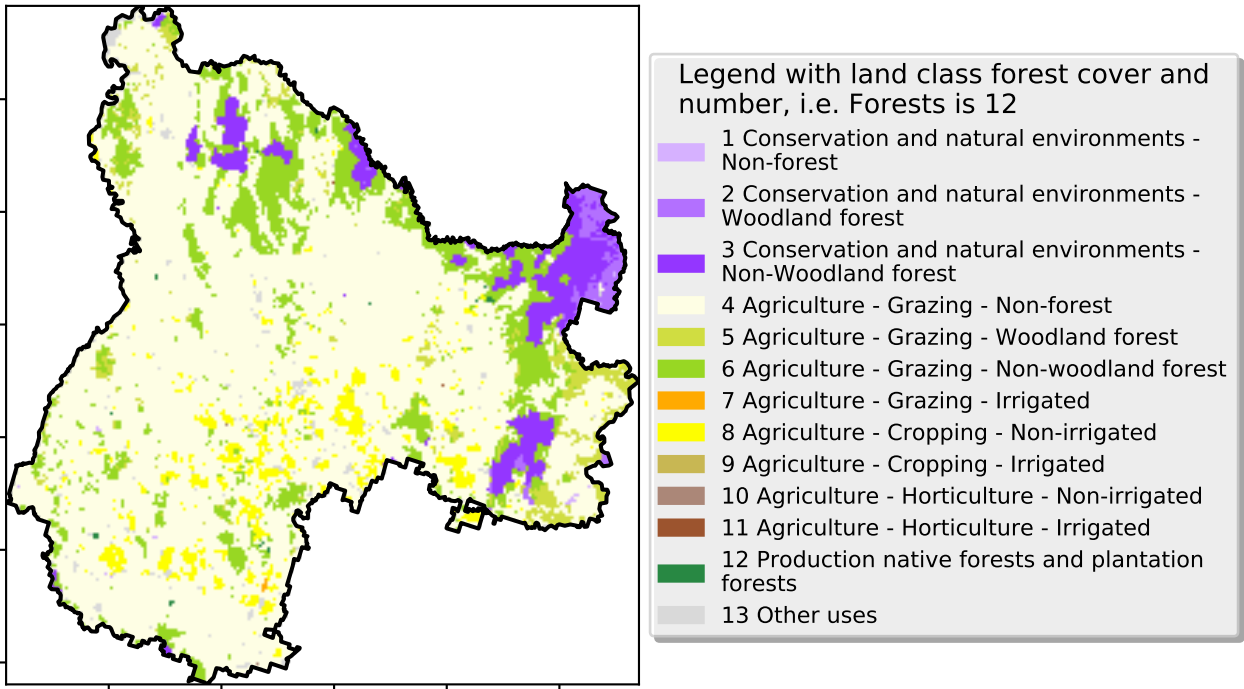 Legend with land class forest cover and
number, i.e. Forests is 12
1 Conservation and natural environments -
Non-forest
2 Conservation and natural environments -
Woodland forest
3 Conservation and natural environments -
Non-Woodland forest
4 Agriculture - Grazing - Non-forest
5 Agriculture - Grazing - Woodland forest
6 Agriculture - Grazing - Non-woodland forest
7 Agriculture - Grazing - Irrigated
8 Agriculture - Cropping - Non-irrigated
9 Agriculture - Cropping - Irrigated
10 Agriculture - Horticulture - Non-irrigated
11 Agriculture - Horticulture - Irrigated
12 Production native forests and plantation
forests
13 Other uses